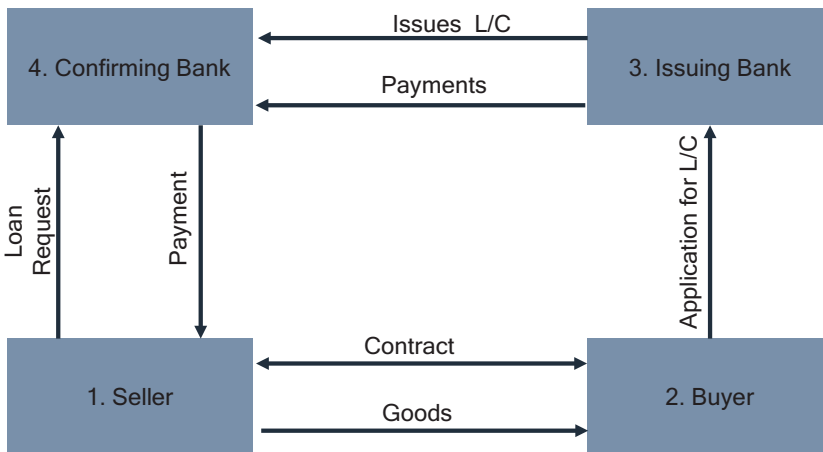 Issues L/C
4. Confirming Bank
3. Issuing Bank
Payments
Loan
Request
Payment
Application for L/C
Contract
1. Seller
2. Buyer
Goods